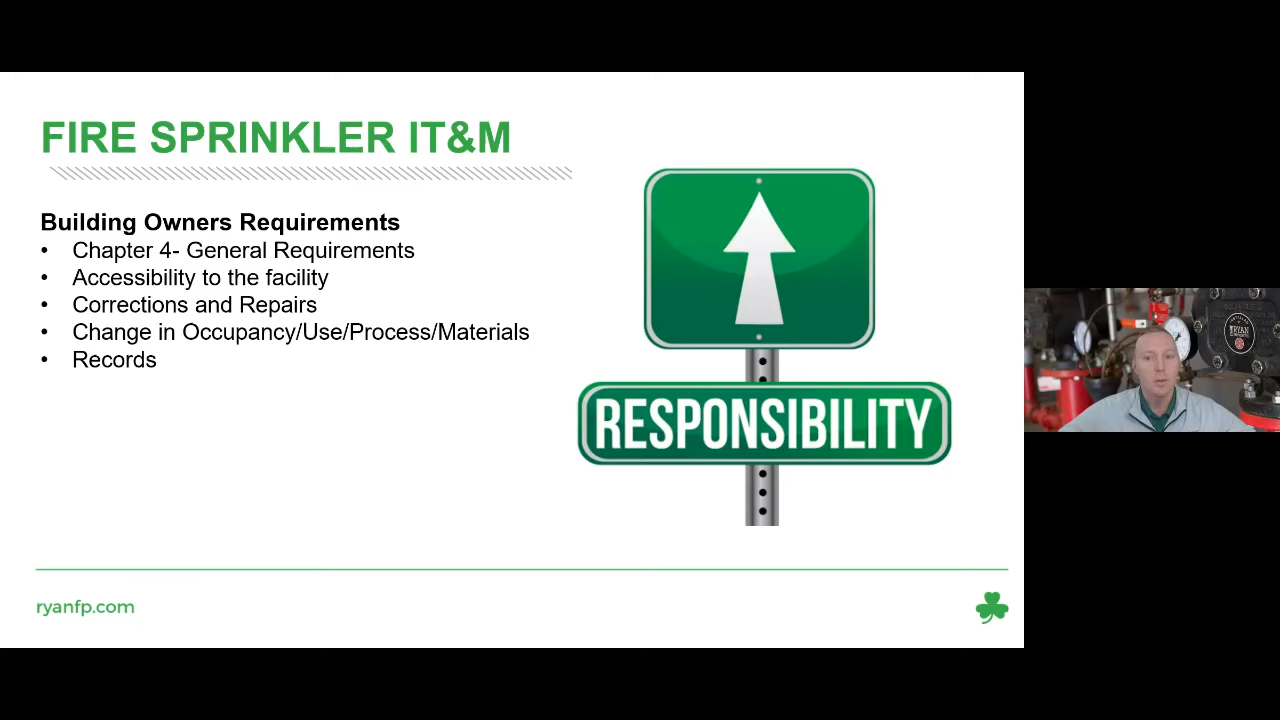 FIRE SPRINKLER IT&M
Building Owners Requirements
• Chapter 4- General Requirements
• Accessibility to the facility
• Corrections and Repairs
• Change in Occupancy/Use/Process/Materials
• Records
RESPONSIBILITY
ryanfp.com
RYAN